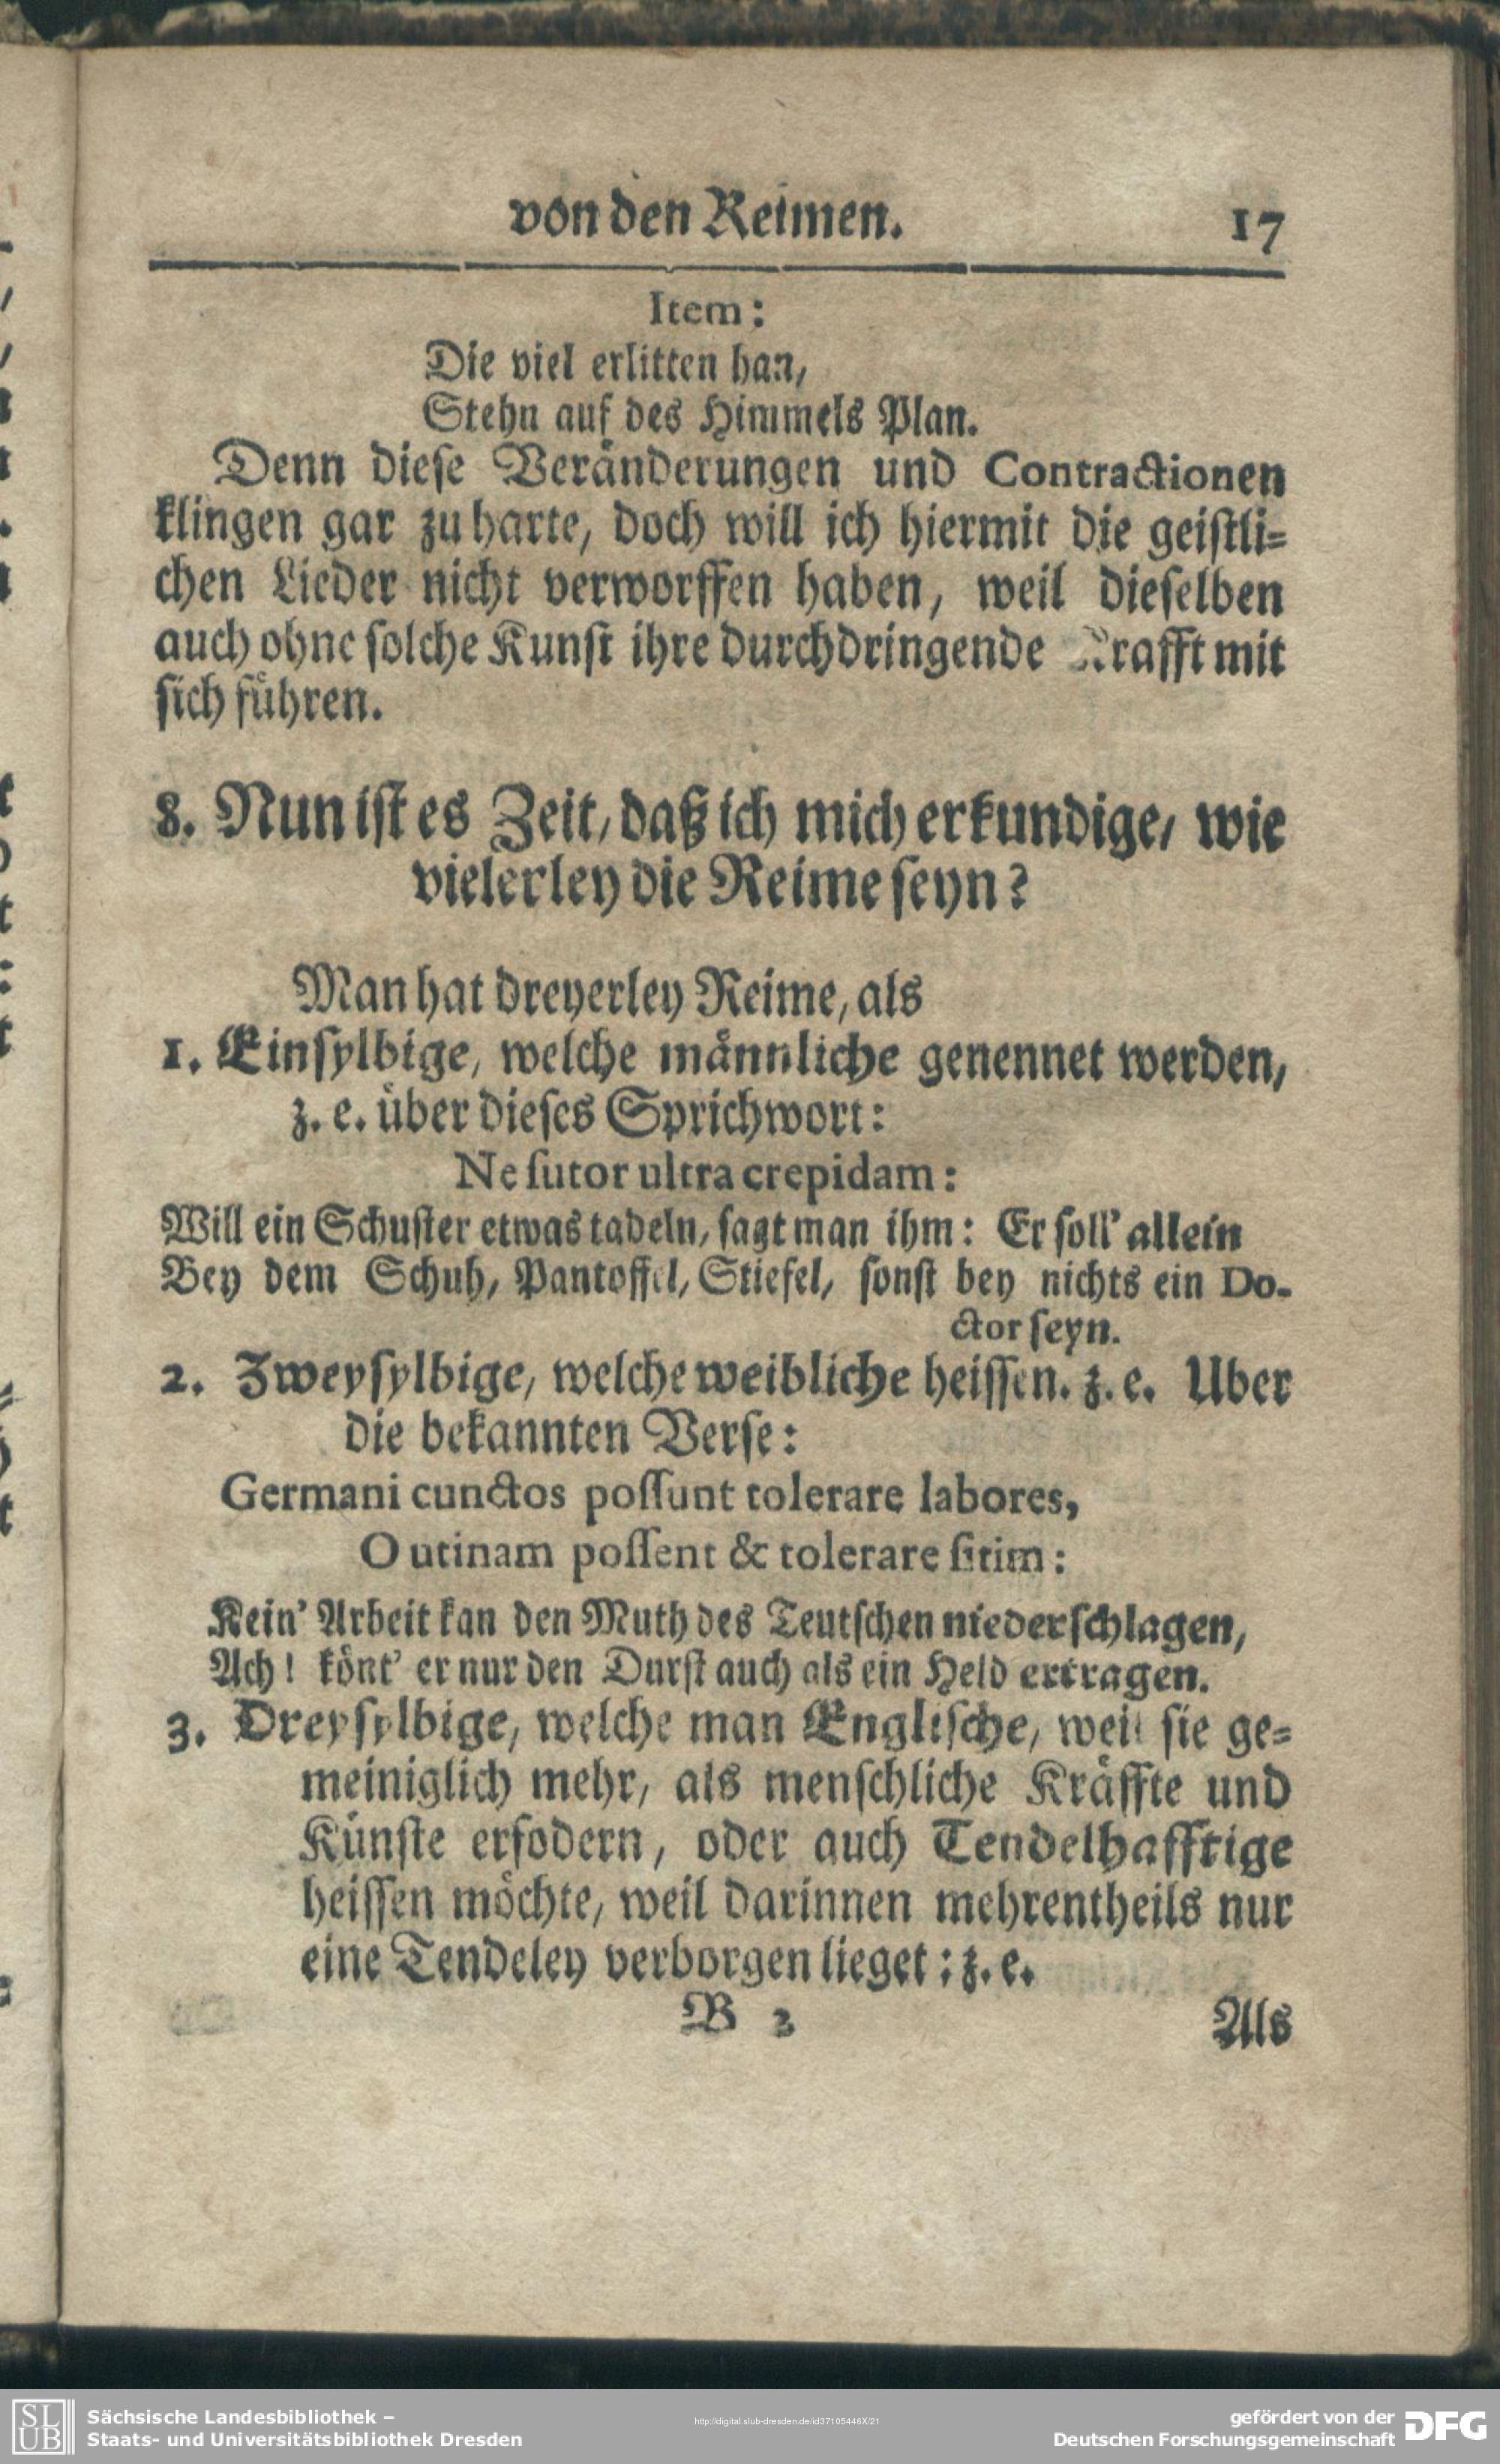 von den Reimen. 17
Item:
Die viel erlitten han,
Stehn auf des Himmels Plan.
Denn diese Veränderungen und Contractionen
klingen gar zu harte, doch will ich hiermit die geistli=
chen Lieder nicht verworffen haben, weil dieselben
auch ohne solche Kunst ihre durchdringende Krafft mit
sich führen.
8. Nun ist es Zeit, daß ich mich erkundige, wie
vielerley die Reime seyn?
Man hat dreyerley Reime, als
1. Einsylbige, welche männliche genennet werden,
z. e. über dieses Sprichwort:
Ne sutor ultra crepidam:
Will ein Schuster etwas tadeln, sagt man ihm: Er soll' allein
Bey dem Schuh, Pantoffel, Stiefel, sonst bey nichts ein Do-
ctor seyn.
2. Zweysylbige, welche weibliche heissen. z. e. Uber
die bekannten Verse:
Germani cunctos possunt tolerare labores,
O utinam possent & tolerare sitim:
Kein' Arbeit kan den Muth des Teutschen niederschlagen,
Ach! könt' er nur den Durst auch als ein Held ertragen.
3. Dreysylbige, welche man Englische, weil sie ge=
meiniglich mehr, als menschliche Kräffte und
Künste erfodern, oder auch Tendelhafftige
heissen möchte, weil darinnen mehrentheils nur
eine Tendeley verborgen lieget; z. e.
B 2 Als
Sächsische Landesbibliothek –
Staats- und Universitätsbibliothek Dresden
http://digital.slub-dresden.de/id37105446X/21
gefördert von der
Deutschen Forschungsgemeinschaft
DFG
SLUB